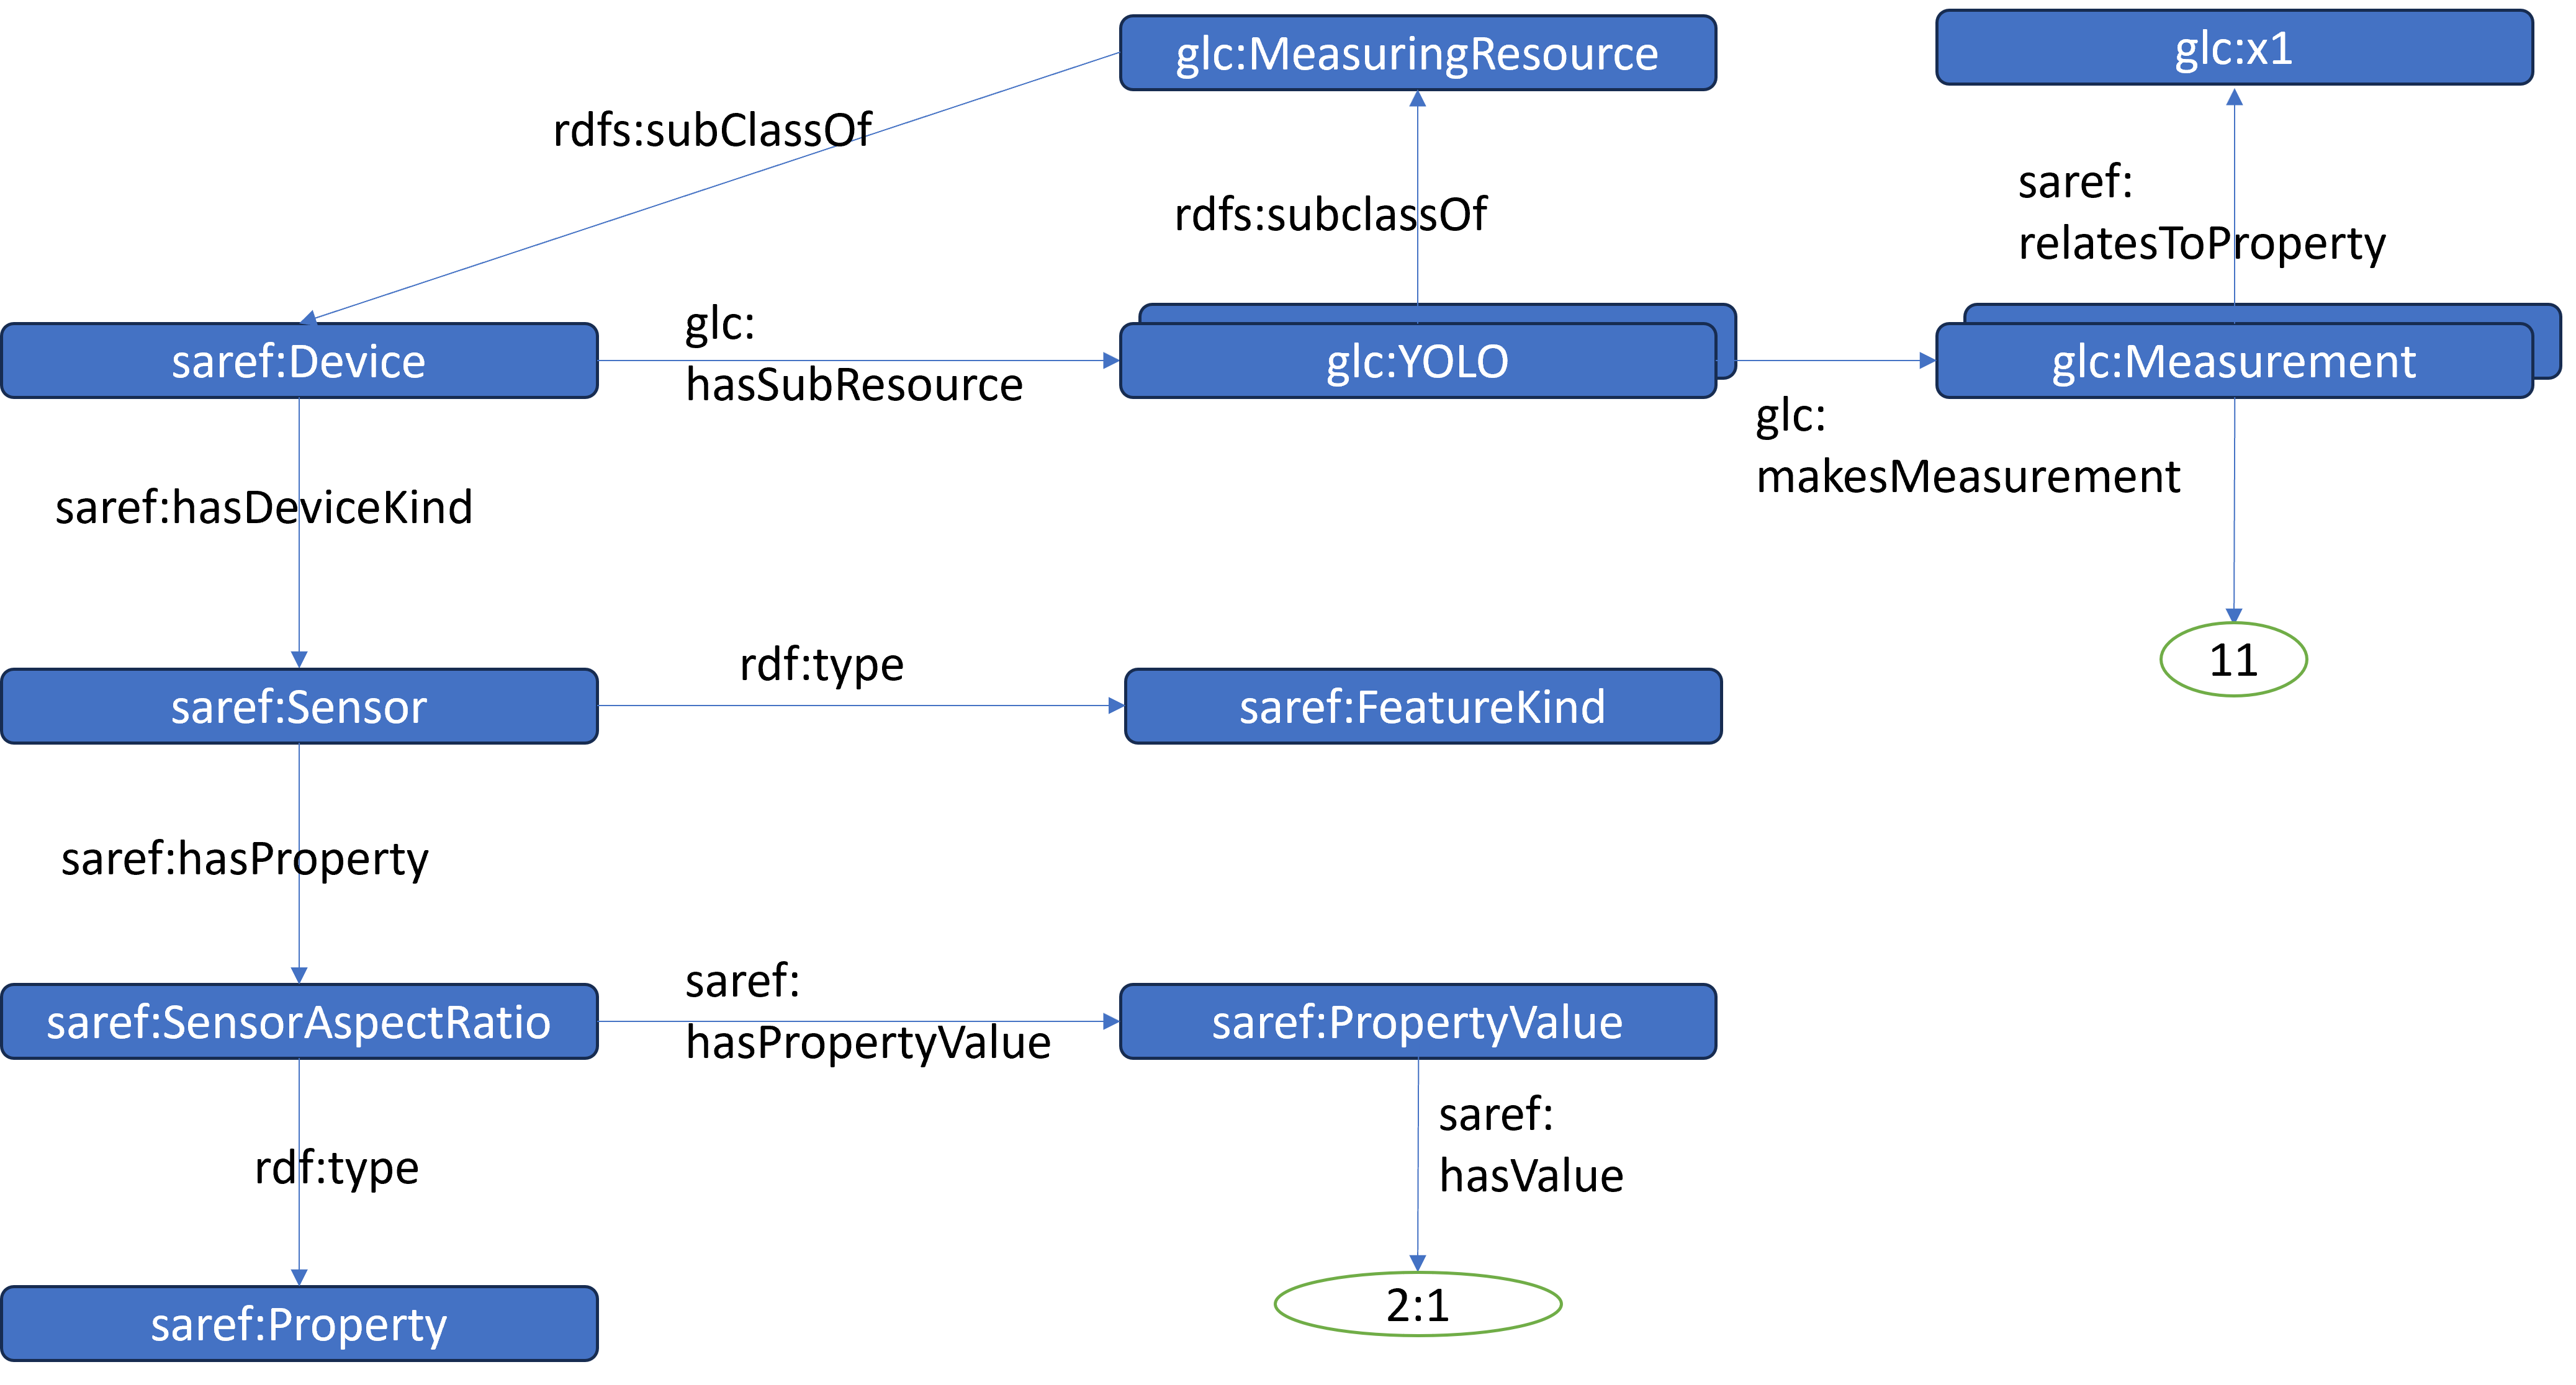 glc:MeasuringResource
glc:x1
rdfs:subClassOf
rdfs:subclassOf
saref:
relatesToProperty
saref:Device
glc:
hasSubResource
glc:YOLO
glc:Measurement
glc:
makesMeasurement
saref:hasDeviceKind
saref:Sensor
rdf:type
saref:FeatureKind
11
saref:hasProperty
saref:SensorAspectRatio
saref:
hasPropertyValue
saref:PropertyValue
rdf:type
saref:
hasValue
saref:Property
2:1